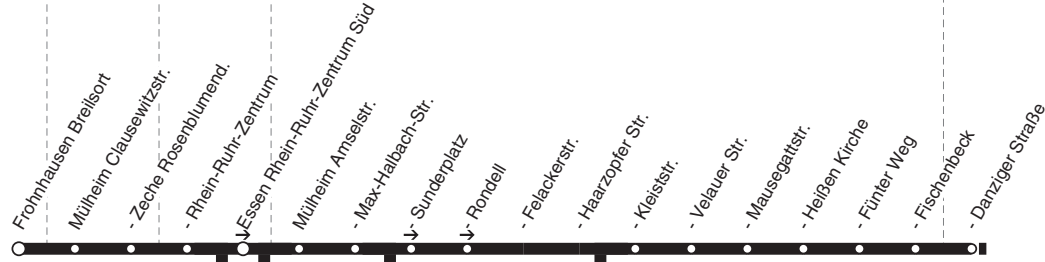 Frohnhausen Breilsort
Mülheim Clausewitzstr.
- Zeche Rosenblumend.
- Rhein-Ruhr-Zentrum
Essen Rhein-Ruhr-Zentrum Süd
Mülheim Amselstr.
- Max-Halbach-Str.
- Sunderplatz
- Rondell
- Felackerstr.
- Haarzopfer Str.
- Kleiststr.
- Velauer Str.
- Mausegattstr.
- Heißen Kirche
- Fünter Weg
- Fischenbeck
- Danziger Straße